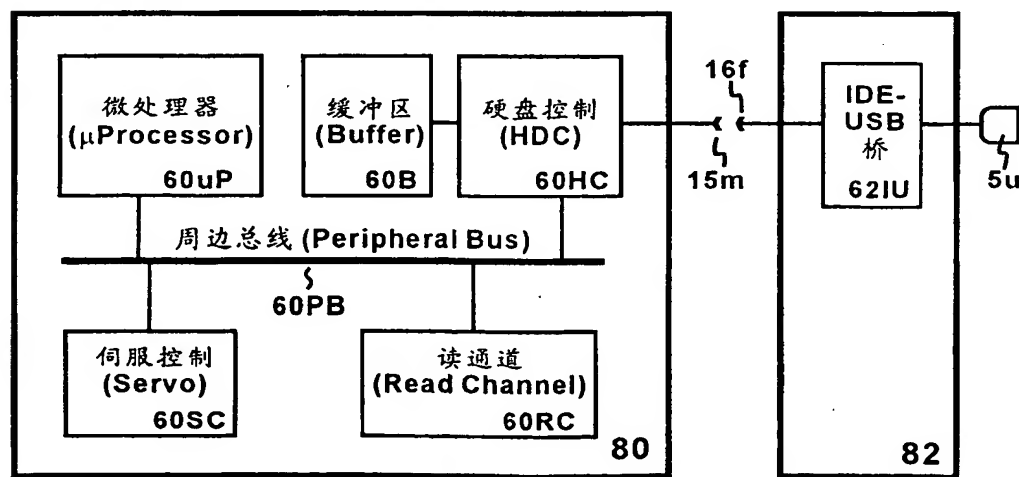 微处理器
(μProcessor)
60uP
缓冲区
(Buffer)
60B
硬盘控制
(HDC)
60HC
16f
15m
IDE-
USB
桥
62IU
5u
周边总线 (Peripheral Bus)
60PB
伺服控制
(Servo)
60SC
读通道
(Read Channel)
60RC
80
82